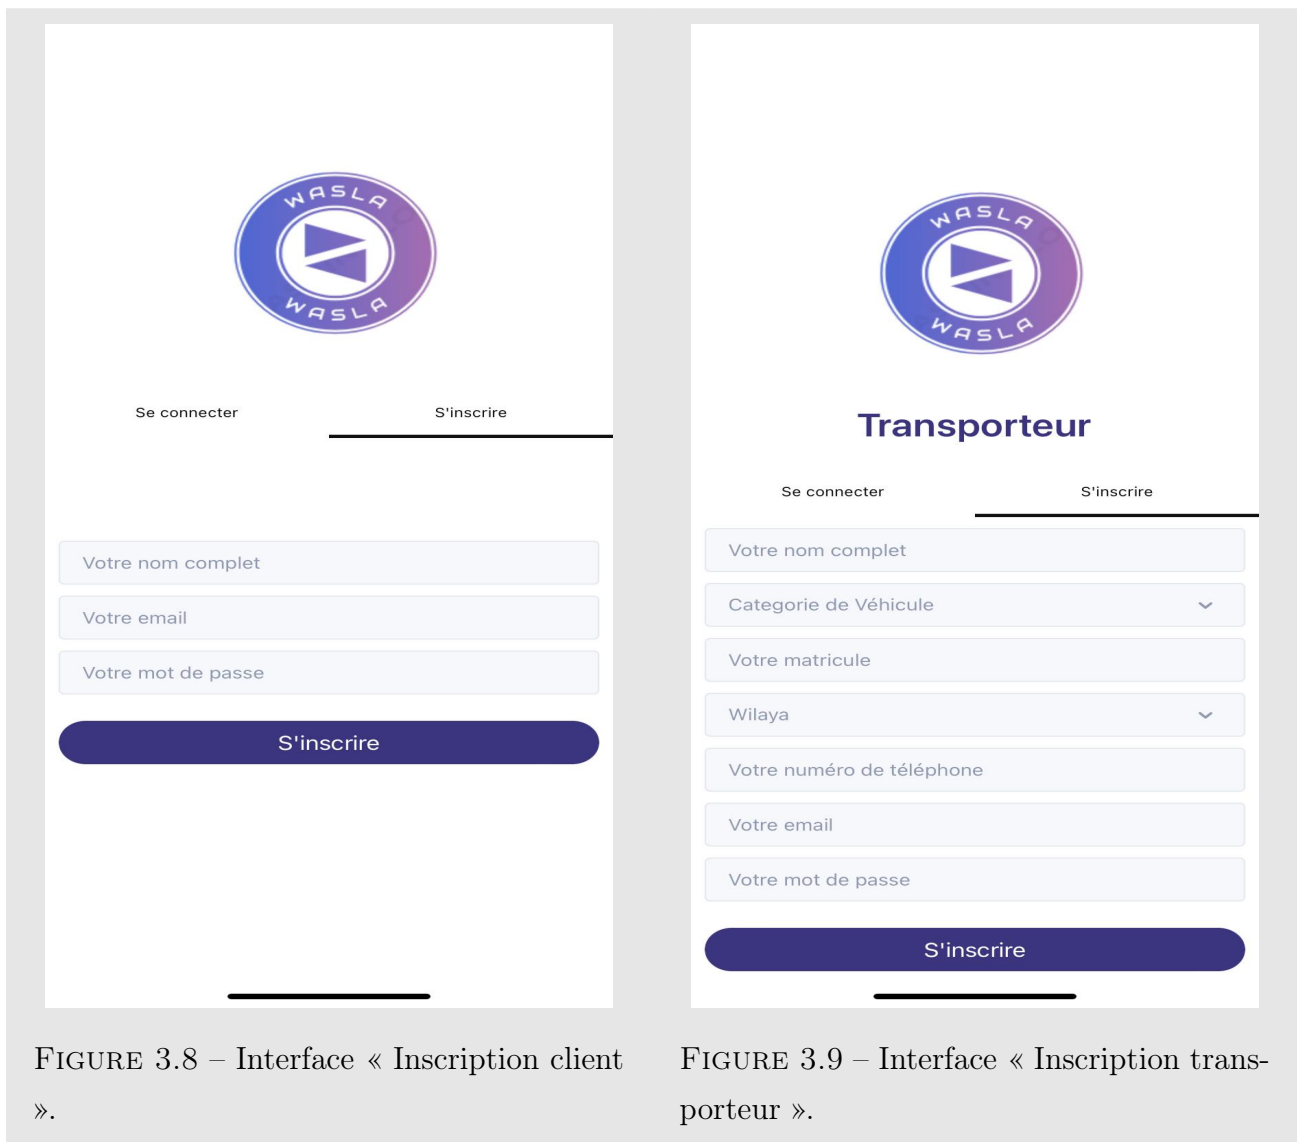 WASLA
WASLA
Se connecter
S'inscrire
Votre nom complet
Votre email
Votre mot de passe
S'inscrire
FIGURE 3.8 – Interface « Inscription client
».
WASLA
WASLA
Transporteur
Se connecter
S'inscrire
Votre nom complet
Categorie de Véhicule
Votre matricule
Wilaya
Votre numéro de téléphone
Votre email
Votre mot de passe
S'inscrire
FIGURE 3.9 – Interface « Inscription trans-
porteur ».